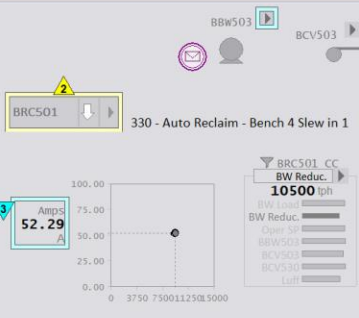 BBW503
BCV503
2
BRC501
330 - Auto Reclaim - Bench 4 Slew in 1
BRC501 CC
BW Reduc.
10500 tph
BW Load
BW Reduc.
Oper SP
BBW503
BCV503
BCV530
Luff
3
Amps
52.29
A
100.00
75.00
50.00
25.00
0.00
0 3750 7500 11250 15000